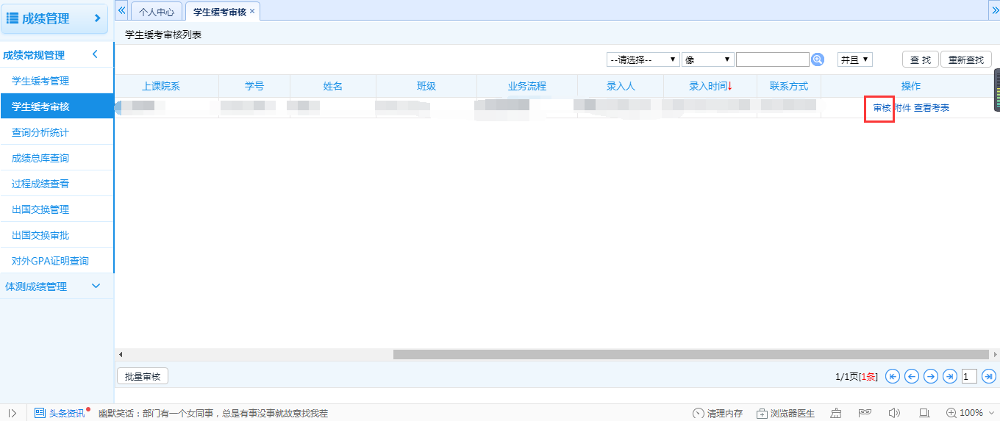 成绩管理
个人中心
学生缓考审核 ×
学生缓考审核列表
成绩常规管理
学生缓考管理
学生缓考审核
查询分析统计
成绩总库查询
过程成绩查看
出国交换管理
出国交换审批
对外GPA证明查询
体测成绩管理
--请选择-- 像 并且 查 找 重新查找
上课院系 学号 姓名 班级 业务流程 录入人 录入时间↓ 联系方式 操作
审核 附件 查看考表
批量审核 1/1页[1条] 1
头条资讯 幽默笑话：部门有一个女同事，总是有事没事就故意找我茬 清理内存 浏览器医生 100%